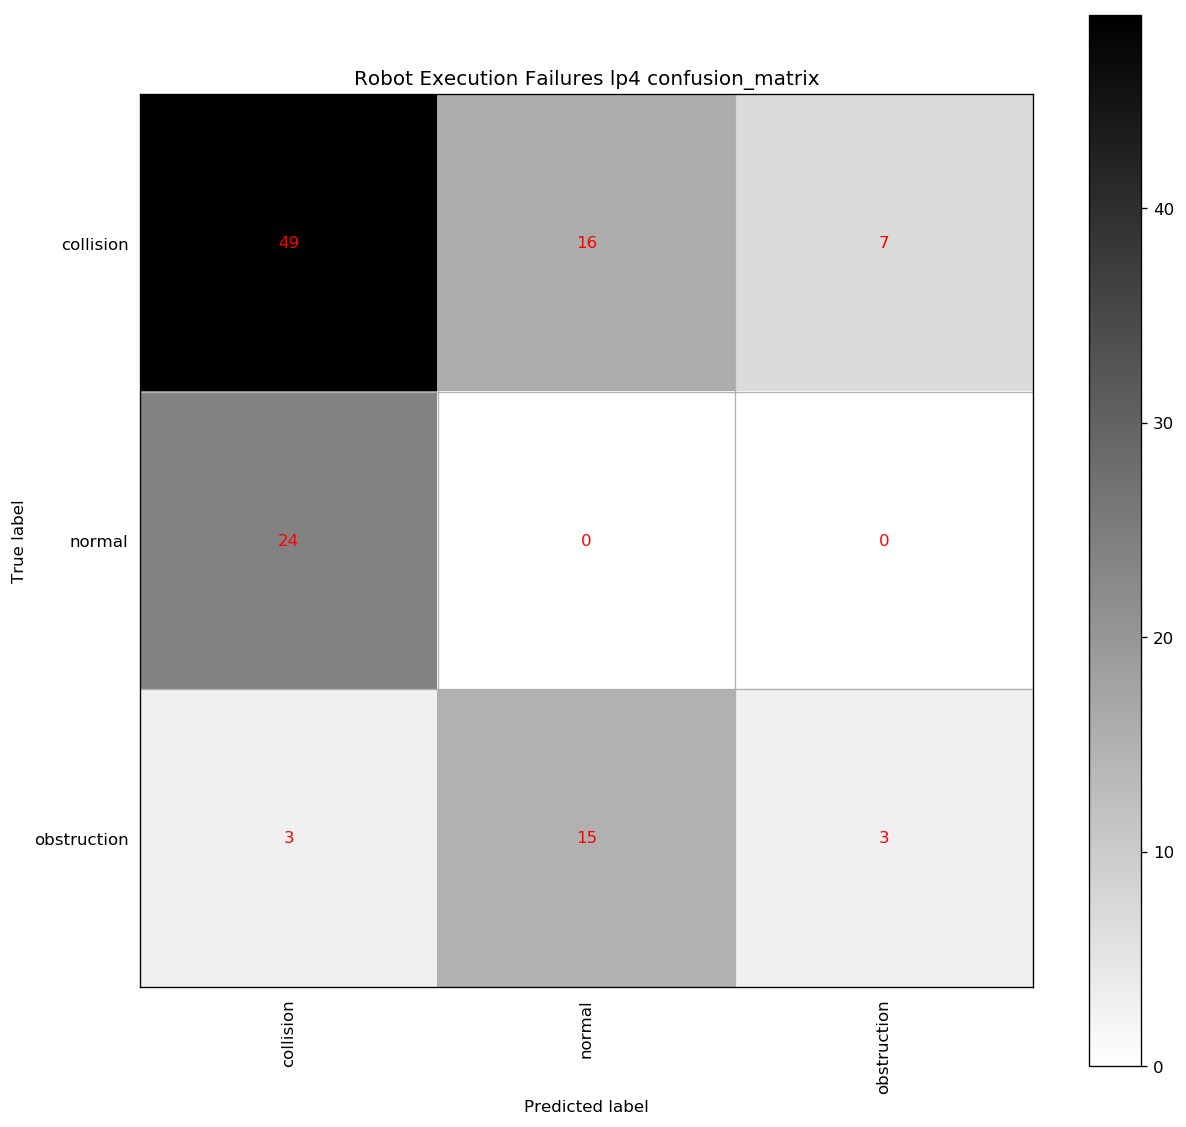 Robot Execution Failures lp4 confusion_matrix
collision
49
16
7
normal
24
0
0
obstruction
3
15
3
collision
normal
obstruction
True label
Predicted label
40
30
20
10
0